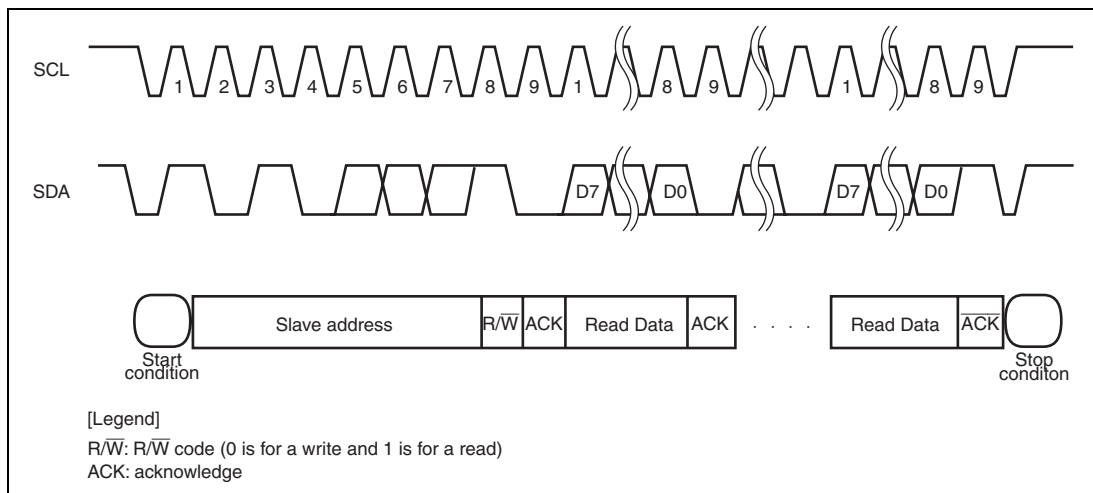 SCL
1 2 3 4 5 6 7 8 9 1 8 9 1 8 9
SDA
D7 D0 D7 D0
Slave address R/W̅ ACK Read Data ACK . . . . Read Data A̅C̅K̅
Start
condition
Stop
conditon
[Legend]
R/W̅: R/W̅ code (0 is for a write and 1 is for a read)
ACK: acknowledge